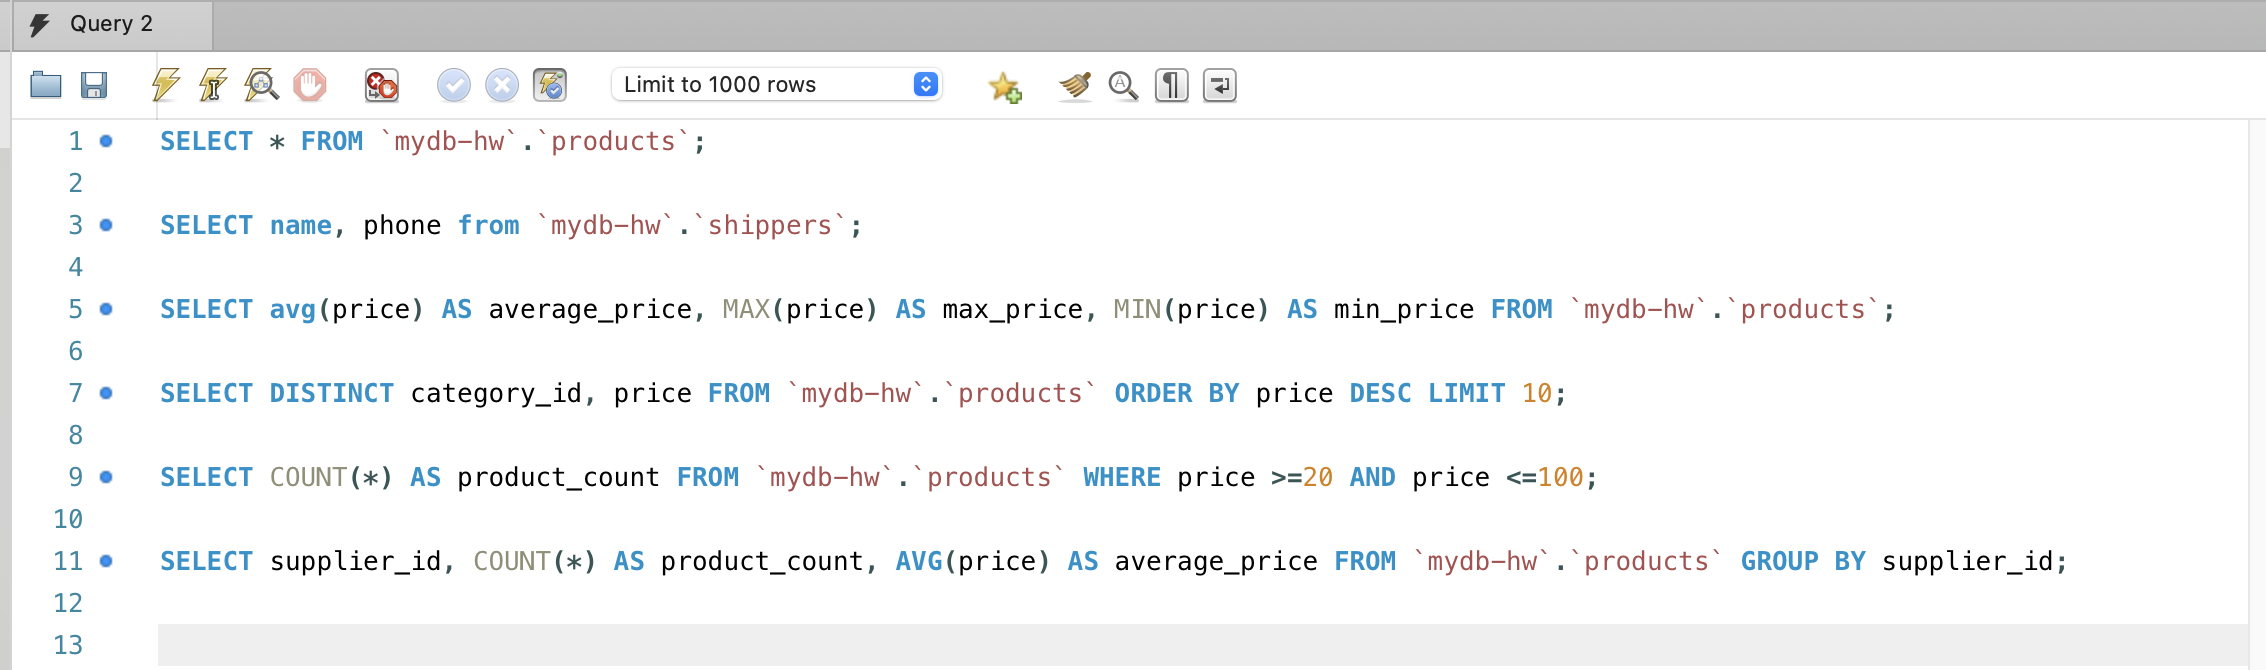 Query 2
Limit to 1000 rows
1 SELECT * FROM `mydb-hw`.`products`;
2
3 SELECT name, phone from `mydb-hw`.`shippers`;
4
5 SELECT avg(price) AS average_price, MAX(price) AS max_price, MIN(price) AS min_price FROM `mydb-hw`.`products`;
6
7 SELECT DISTINCT category_id, price FROM `mydb-hw`.`products` ORDER BY price DESC LIMIT 10;
8
9 SELECT COUNT(*) AS product_count FROM `mydb-hw`.`products` WHERE price >=20 AND price <=100;
10
11 SELECT supplier_id, COUNT(*) AS product_count, AVG(price) AS average_price FROM `mydb-hw`.`products` GROUP BY supplier_id;
12
13